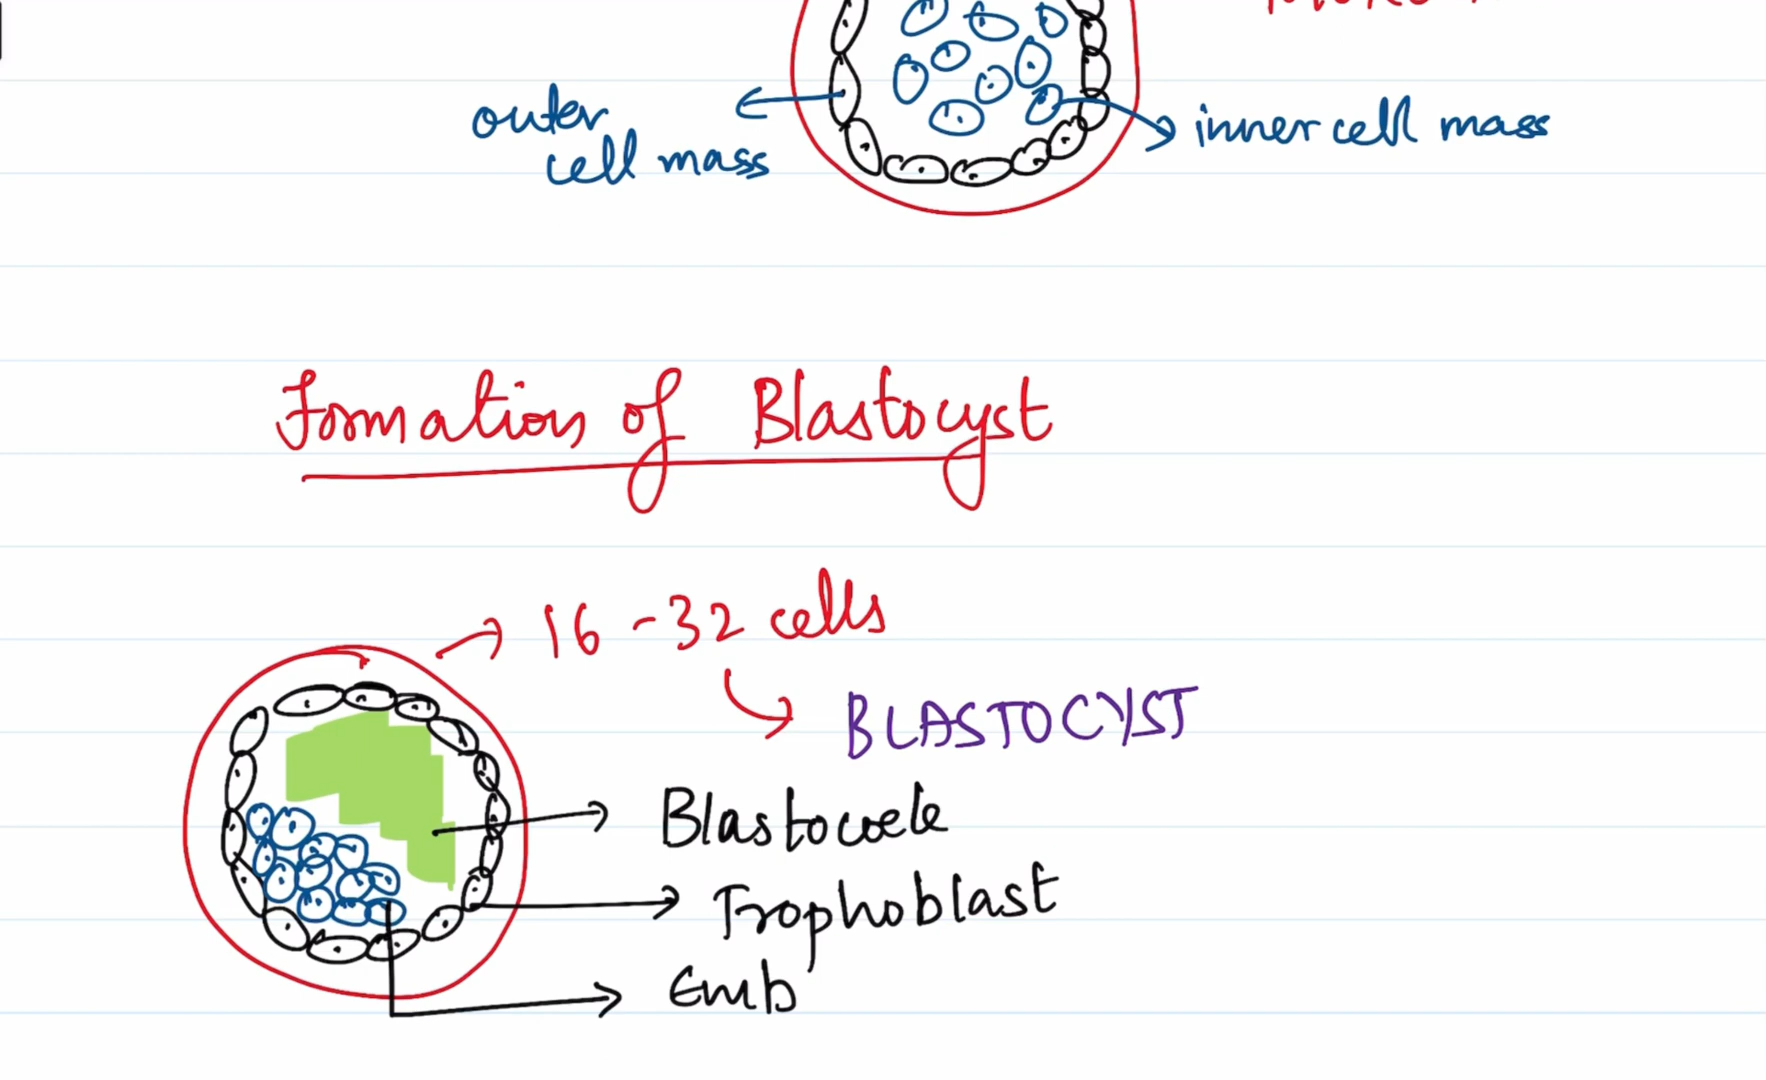 outer
cell mass
inner cell mass
Formation of Blastocyst
16-32 cells
BLASTOCYST
Blastocoele
Trophoblast
Emb